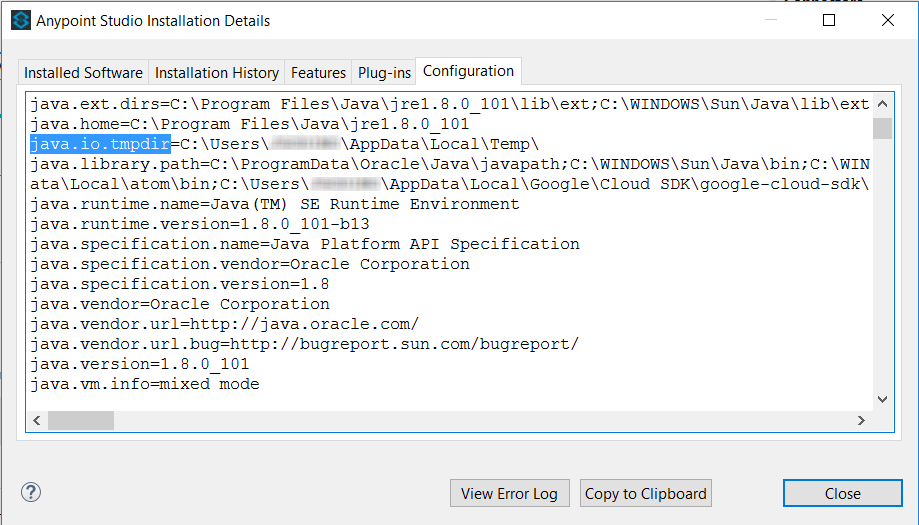 Anypoint Studio Installation Details
Installed Software Installation History Features Plug-ins Configuration
java.ext.dirs=C:\Program Files\Java\jre1.8.0_101\lib\ext;C:\WINDOWS\Sun\Java\lib\ext
java.home=C:\Program Files\Java\jre1.8.0_101
java.io.tmpdir=C:\Users\ \AppData\Local\Temp\
java.library.path=C:\ProgramData\Oracle\Java\javapath;C:\WINDOWS\Sun\Java\bin;C:\WIN
ata\Local\atom\bin;C:\Users\ \AppData\Local\Google\Cloud SDK\google-cloud-sdk\
java.runtime.name=Java(TM) SE Runtime Environment
java.runtime.version=1.8.0_101-b13
java.specification.name=Java Platform API Specification
java.specification.vendor=Oracle Corporation
java.specification.version=1.8
java.vendor=Oracle Corporation
java.vendor.url=http://java.oracle.com/
java.vendor.url.bug=http://bugreport.sun.com/bugreport/
java.version=1.8.0_101
java.vm.info=mixed mode
? View Error Log Copy to Clipboard Close